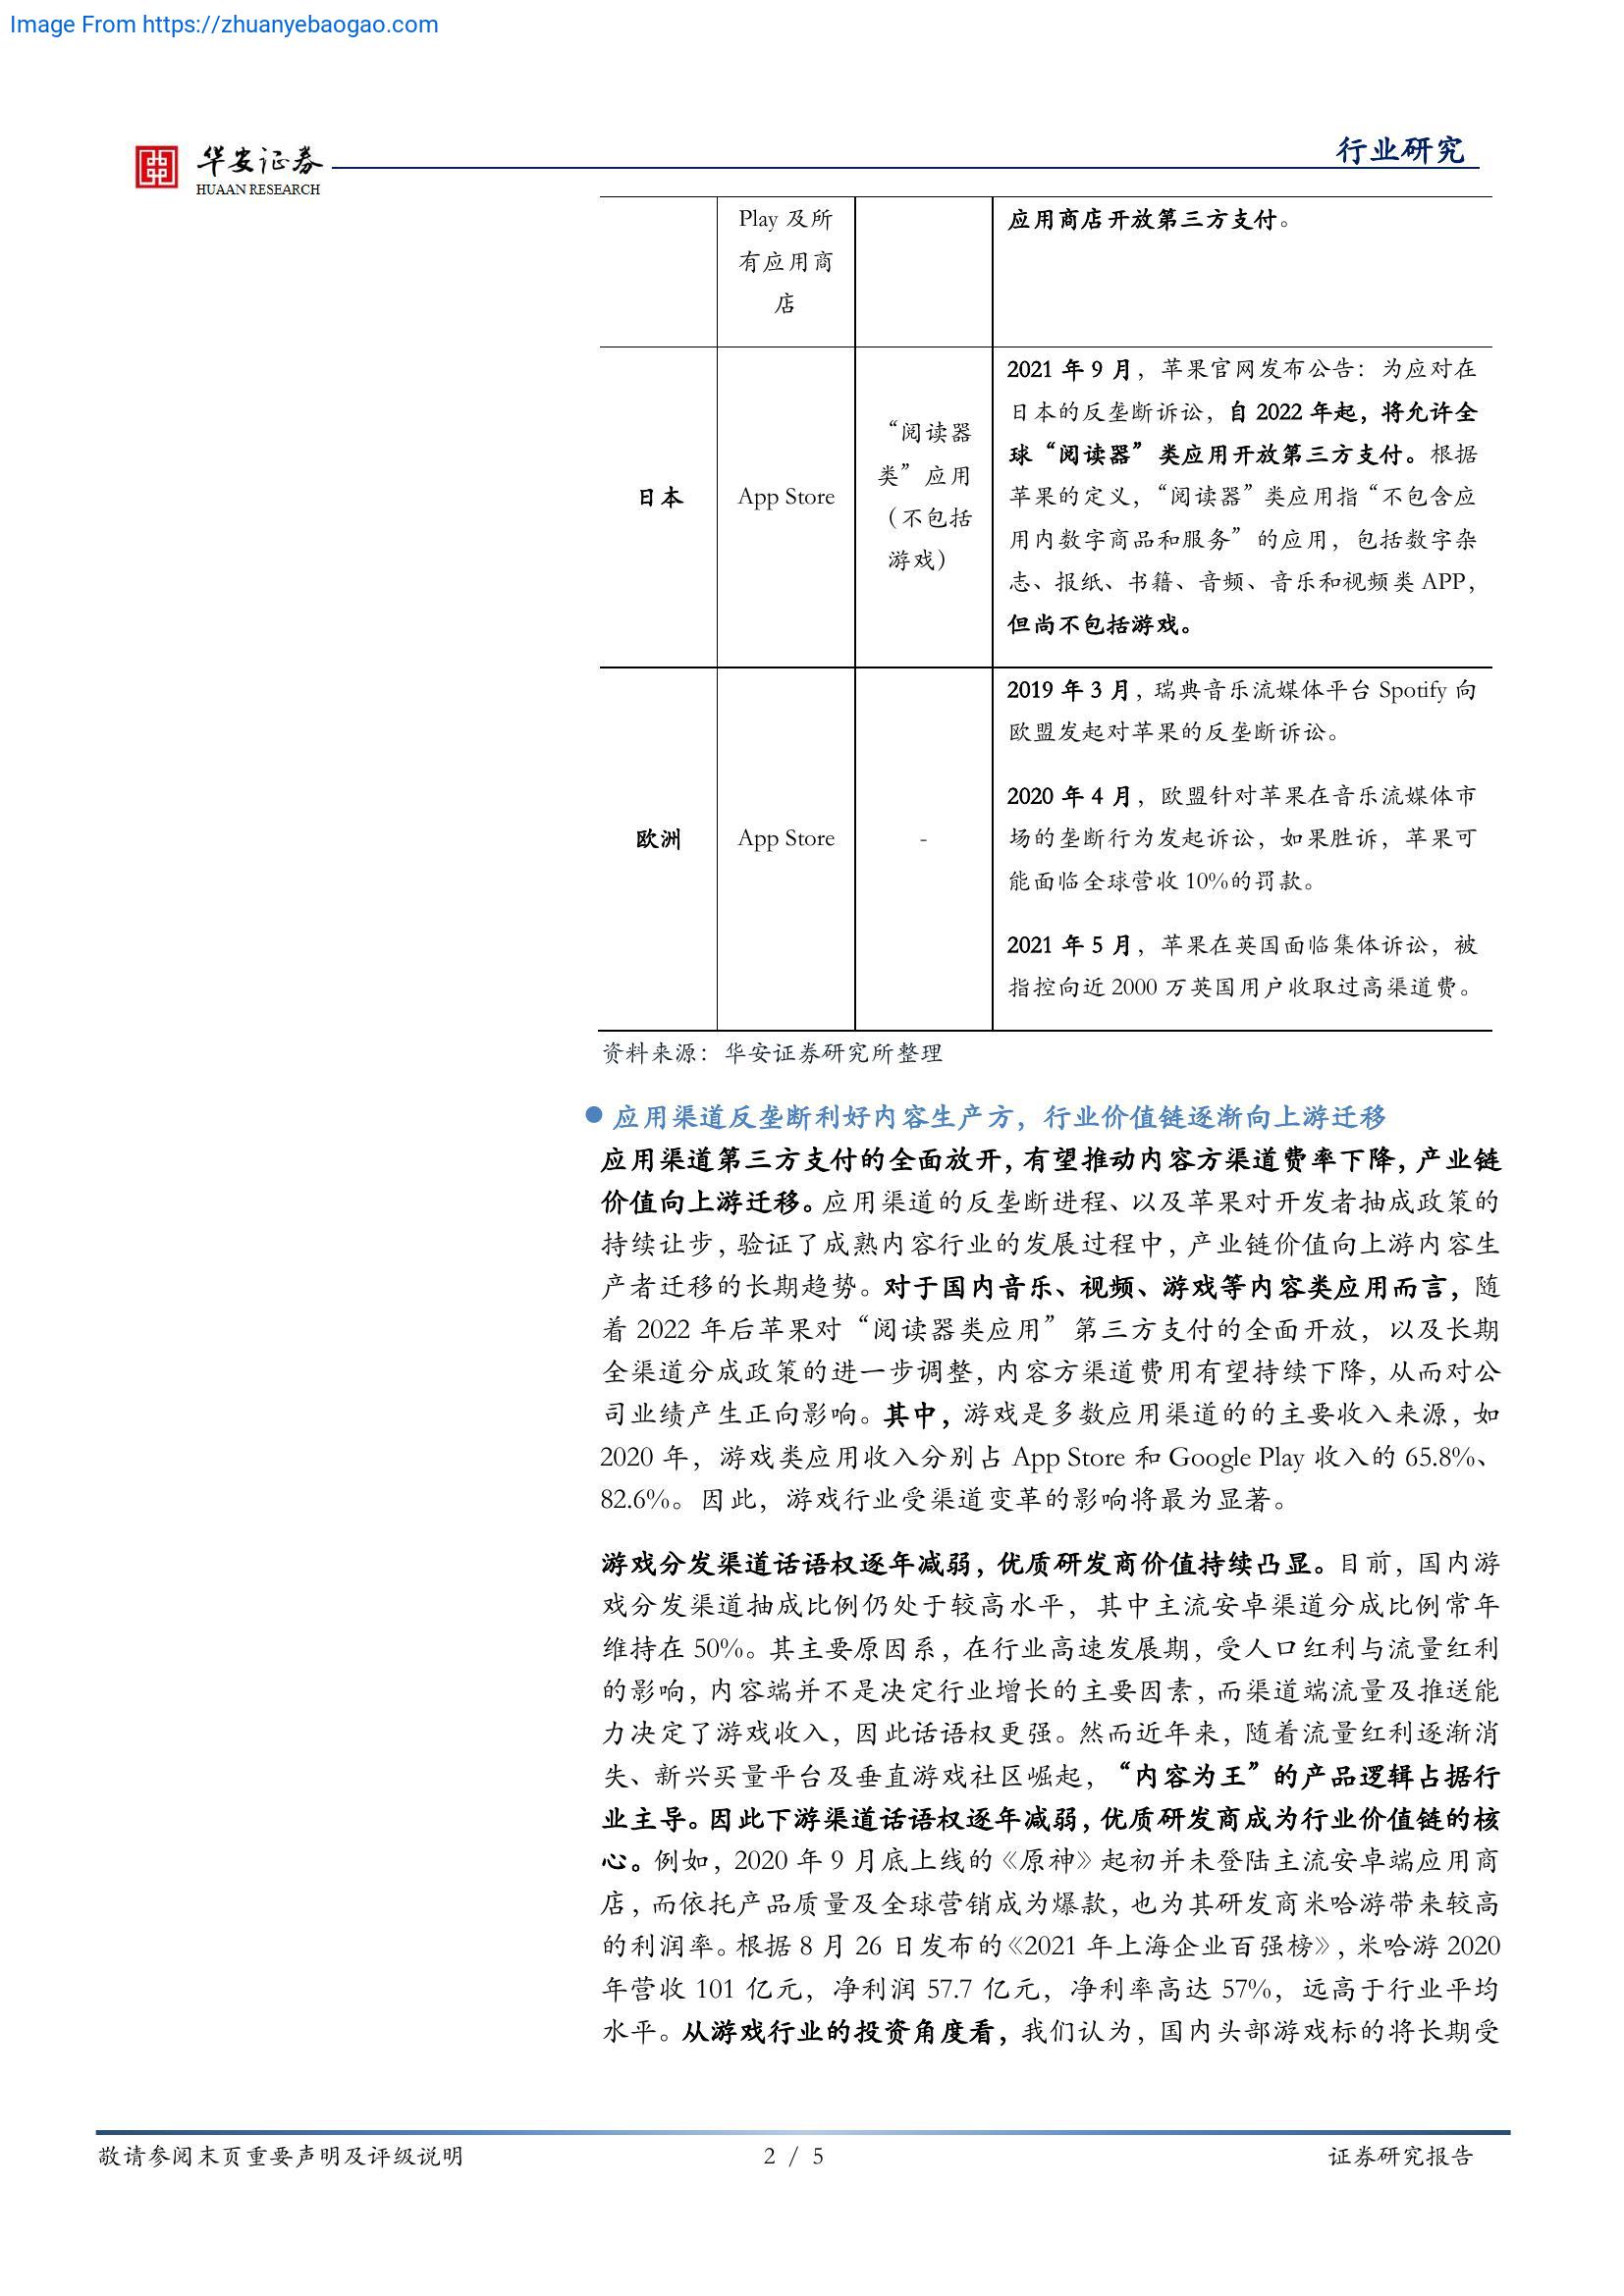 Image From https://zhuanyebaogao.com
华安证券
HUAAN RESEARCH
行业研究
Play 及所
有应用商
店
应用商店开放第三方支付。
日本
App Store
“阅读器
类”应用
（不包括
游戏）
2021 年 9 月，苹果官网发布公告：为应对在
日本的反垄断诉讼，自 2022 年起，将允许全
球“阅读器”类应用开放第三方支付。根据
苹果的定义，“阅读器”类应用指“不包含应
用内数字商品和服务”的应用，包括数字杂
志、报纸、书籍、音频、音乐和视频类 APP，
但尚不包括游戏。
欧洲
App Store
-
2019 年 3 月，瑞典音乐流媒体平台 Spotify 向
欧盟发起对苹果的反垄断诉讼。
2020 年 4 月，欧盟针对苹果在音乐流媒体市
场的垄断行为发起诉讼，如果胜诉，苹果可
能面临全球营收 10%的罚款。
2021 年 5 月，苹果在英国面临集体诉讼，被
指控向近 2000 万英国用户收取过高渠道费。
资料来源：华安证券研究所整理
● 应用渠道反垄断利好内容生产方，行业价值链逐渐向上游迁移
应用渠道第三方支付的全面放开，有望推动内容方渠道费率下降，产业链
价值向上游迁移。应用渠道的反垄断进程、以及苹果对开发者抽成政策的
持续让步，验证了成熟内容行业的发展过程中，产业链价值向上游内容生
产者迁移的长期趋势。对于国内音乐、视频、游戏等内容类应用而言，随
着 2022 年后苹果对“阅读器类应用”第三方支付的全面开放，以及长期
全渠道分成政策的进一步调整，内容方渠道费用有望持续下降，从而对公
司业绩产生正向影响。其中，游戏是多数应用渠道的的主要收入来源，如
2020 年，游戏类应用收入分别占 App Store 和 Google Play 收入的 65.8%、
82.6%。因此，游戏行业受渠道变革的影响将最为显著。
游戏分发渠道话语权逐年减弱，优质研发商价值持续凸显。目前，国内游
戏分发渠道抽成比例仍处于较高水平，其中主流安卓渠道分成比例常年
维持在 50%。其主要原因系，在行业高速发展期，受人口红利与流量红利
的影响，内容端并不是决定行业增长的主要因素，而渠道端流量及推送能
力决定了游戏收入，因此话语权更强。然而近年来，随着流量红利逐渐消
失、新兴买量平台及垂直游戏社区崛起，“内容为王”的产品逻辑占据行
业主导。因此下游渠道话语权逐年减弱，优质研发商成为行业价值链的核
心。例如，2020 年 9 月底上线的《原神》起初并未登陆主流安卓端应用商
店，而依托产品质量及全球营销成为爆款，也为其研发商米哈游带来较高
的利润率。根据 8 月 26 日发布的《2021 年上海企业百强榜》，米哈游 2020
年营收 101 亿元，净利润 57.7 亿元，净利率高达 57%，远高于行业平均
水平。从游戏行业的投资角度看，我们认为，国内头部游戏标的将长期受
敬请参阅末页重要声明及评级说明
2 / 5
证券研究报告